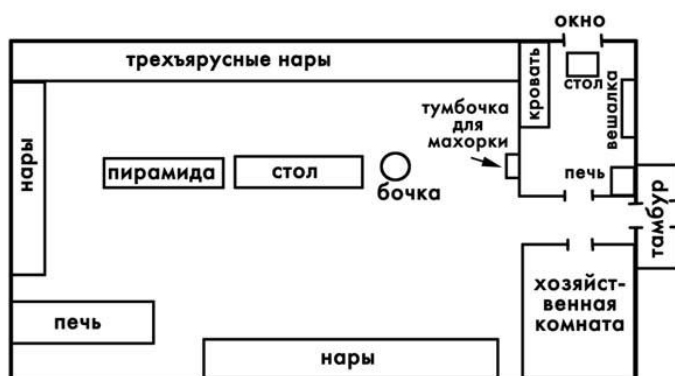 окно
трехъярусные нары
кровать
стол
вешалка
тумбочка
для
махорки
нары
пирамида
стол
бочка
печь
тамбур
хозяйст-
венная
комната
печь
нары